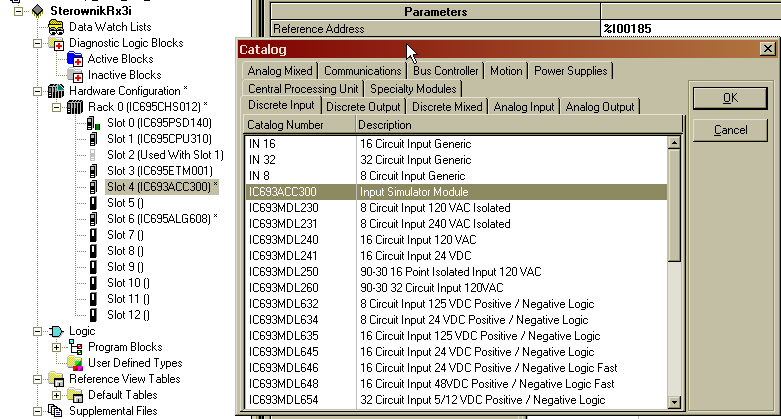 SterownikRx3i
Data Watch Lists
Diagnostic Logic Blocks
Active Blocks
Inactive Blocks
Hardware Configuration *
Rack 0 (IC695CHS012) *
Slot 0 (IC695PSD140)
Slot 1 (IC695CPU310)
Slot 2 (Used With Slot 1)
Slot 3 (IC695ETM001)
Slot 4 (IC693ACC300) *
Slot 5 ()
Slot 6 (IC695ALG608) *
Slot 7 ()
Slot 8 ()
Slot 9 ()
Slot 10 ()
Slot 11 ()
Slot 12 ()
Logic
Program Blocks
User Defined Types
Reference View Tables
Default Tables
Supplemental Files
Parameters
Reference Address %I00185
Catalog
Analog Mixed Communications Bus Controller Motion Power Supplies
Central Processing Unit Specialty Modules
Discrete Input Discrete Output Discrete Mixed Analog Input Analog Output
Catalog Number Description
IN 16 16 Circuit Input Generic
IN 32 32 Circuit Input Generic
IN 8 8 Circuit Input Generic
IC693ACC300 Input Simulator Module
IC693MDL230 8 Circuit Input 120 VAC Isolated
IC693MDL231 8 Circuit Input 240 VAC Isolated
IC693MDL240 16 Circuit Input 120 VAC
IC693MDL241 16 Circuit Input 24 VDC
IC693MDL250 90-30 16 Point Isolated Input 120 VAC
IC693MDL260 90-30 32 Circuit Input 120VAC
IC693MDL632 8 Circuit Input 125 VDC Positive / Negative Logic
IC693MDL634 8 Circuit Input 24 VDC Positive / Negative Logic
IC693MDL635 16 Circuit Input 125 VDC Positive / Negative Logic
IC693MDL645 16 Circuit Input 24 VDC Positive / Negative Logic
IC693MDL646 16 Circuit Input 24 VDC Positive / Negative Logic Fast
IC693MDL648 16 Circuit Input 48VDC Positive / Negative Logic Fast
IC693MDL654 32 Circuit Input 5/12 VDC Positive / Negative Logic
OK
Cancel